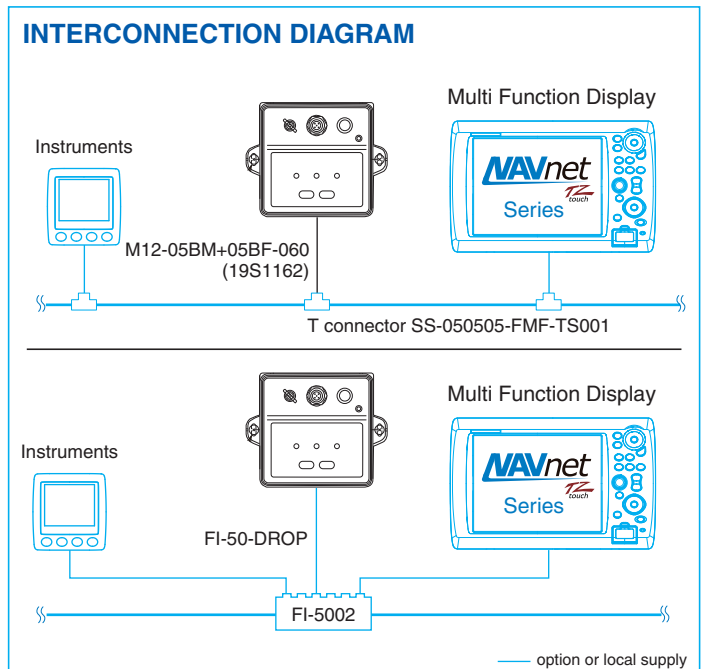 INTERCONNECTION DIAGRAM
Multi Function Display
Instruments
NAVnet
TZ
touch
Series
M12-05BM+05BF-060
(19S1162)
T connector SS-050505-FMF-TS001
Multi Function Display
Instruments
NAVnet
TZ
touch
Series
FI-50-DROP
FI-5002
option or local supply